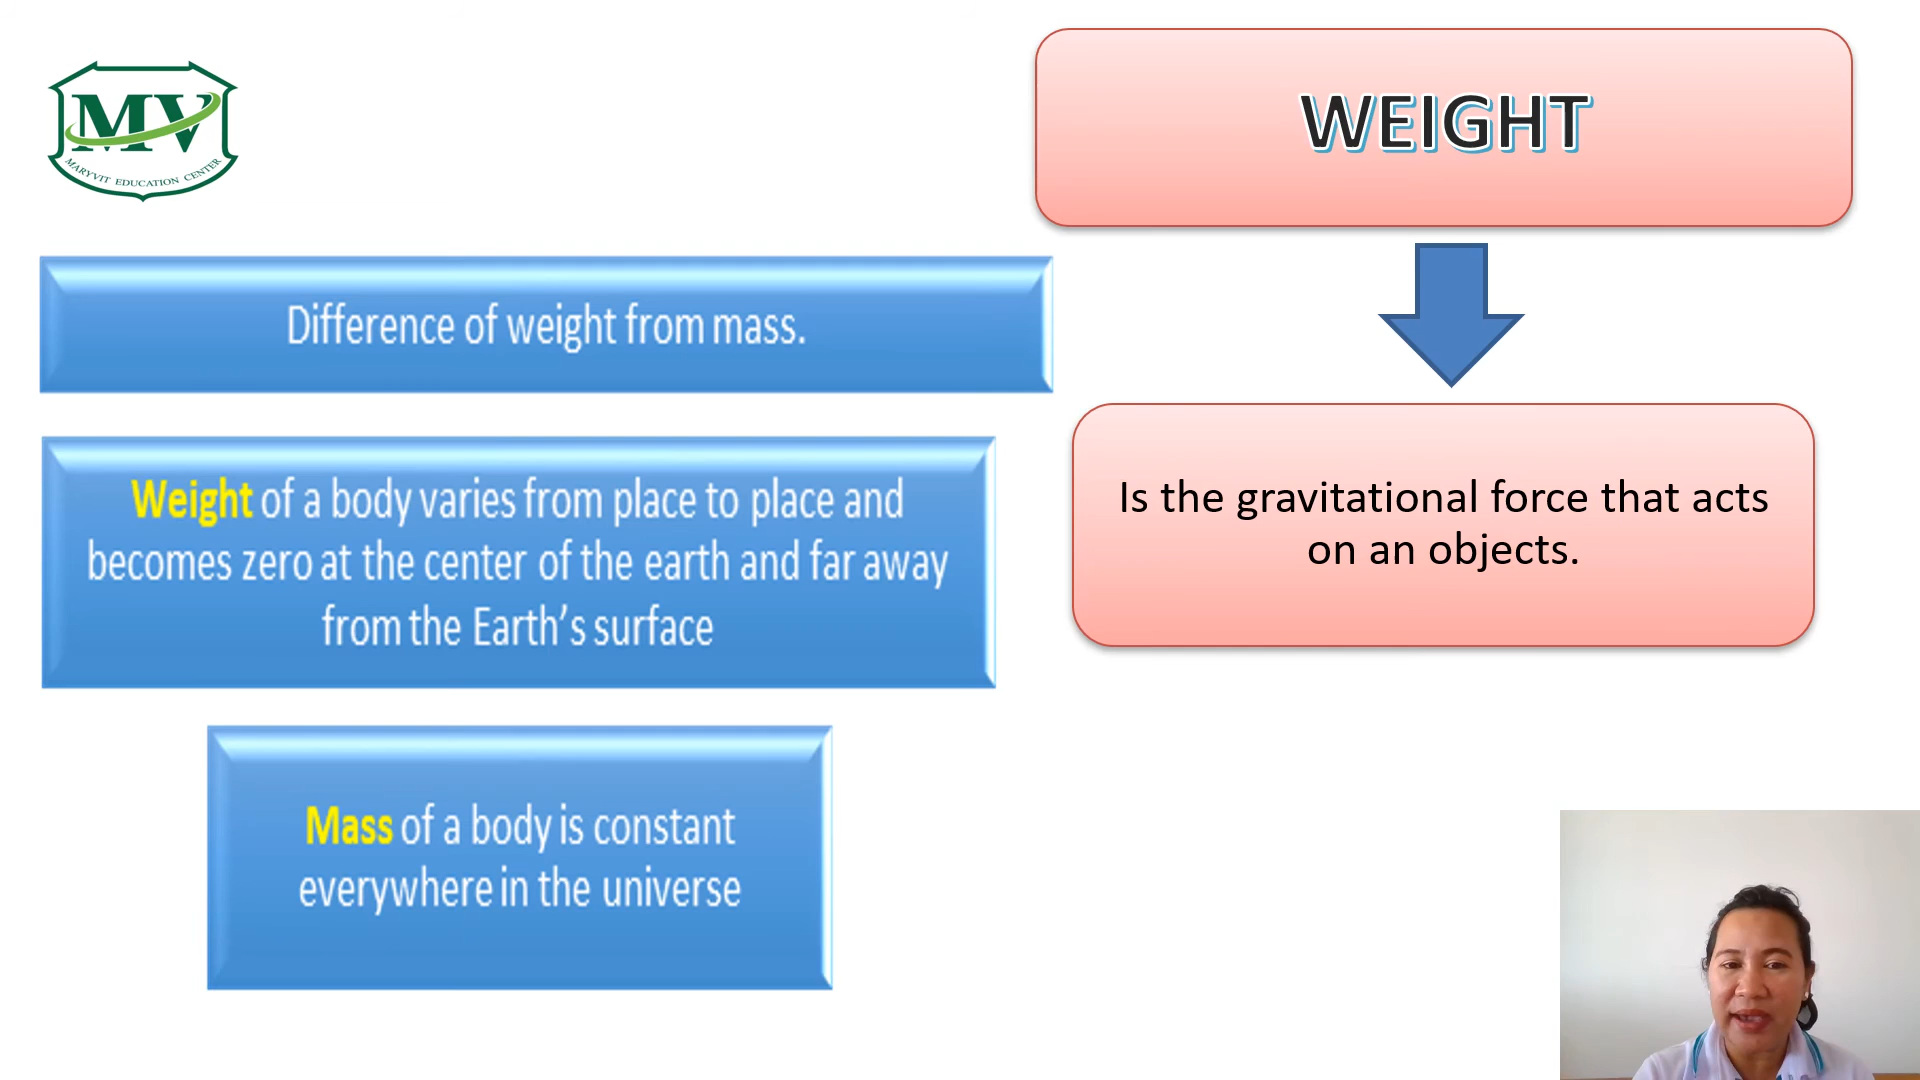 MV
MARYVIT EDUCATION CENTER
WEIGHT
Difference of weight from mass.
Weight of a body varies from place to place and
becomes zero at the center of the earth and far away
from the Earth’s surface
Mass of a body is constant
everywhere in the universe
Is the gravitational force that acts
on an objects.